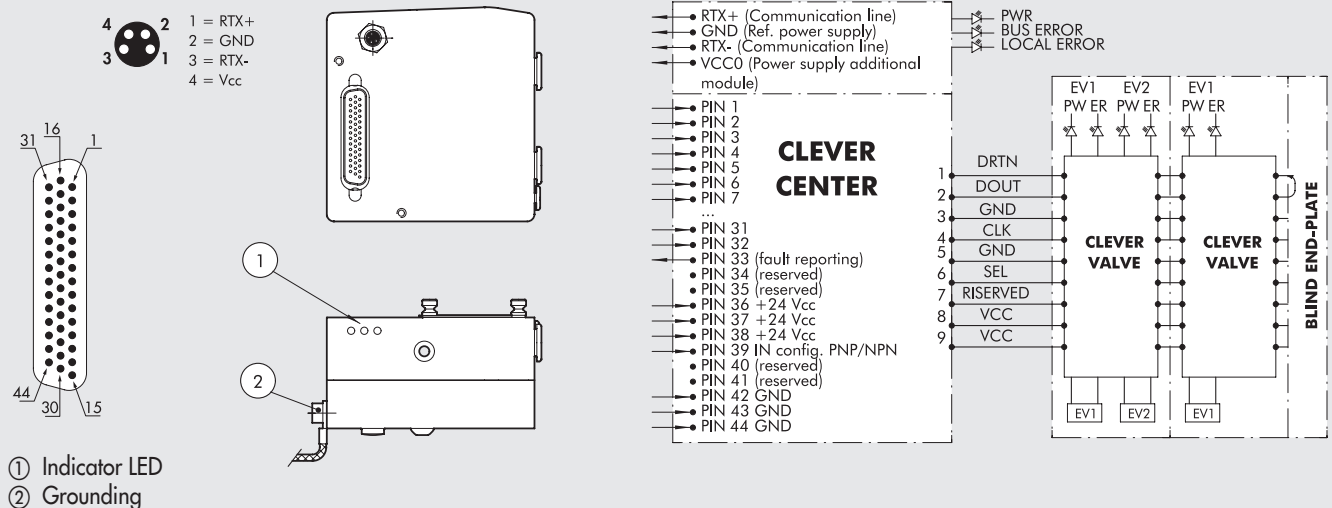 4 2
3 1
1 = RTX+
2 = GND
3 = RTX-
4 = Vcc
16
31 1
44 30 15
1
2
① Indicator LED
② Grounding
RTX+ (Communication line)
GND (Ref. power supply)
RTX- (Communication line)
VCC0 (Power supply additional
module)
PWR
BUS ERROR
LOCAL ERROR
PIN 1
PIN 2
PIN 3
PIN 4
PIN 5
PIN 6
PIN 7
...
PIN 31
PIN 32
PIN 33 (fault reporting)
PIN 34 (reserved)
PIN 35 (reserved)
PIN 36 +24 Vcc
PIN 37 +24 Vcc
PIN 38 +24 Vcc
PIN 39 IN config. PNP/NPN
PIN 40 (reserved)
PIN 41 (reserved)
PIN 42 GND
PIN 43 GND
PIN 44 GND
CLEVER
CENTER
1 DRTN
2 DOUT
3 GND
4 CLK
5 GND
6 SEL
7 RISERVED
8 VCC
9 VCC
EV1 EV2 EV1
PW ER PW ER PW ER
CLEVER
VALVE
CLEVER
VALVE
EV1 EV2 EV1
BLIND END-PLATE